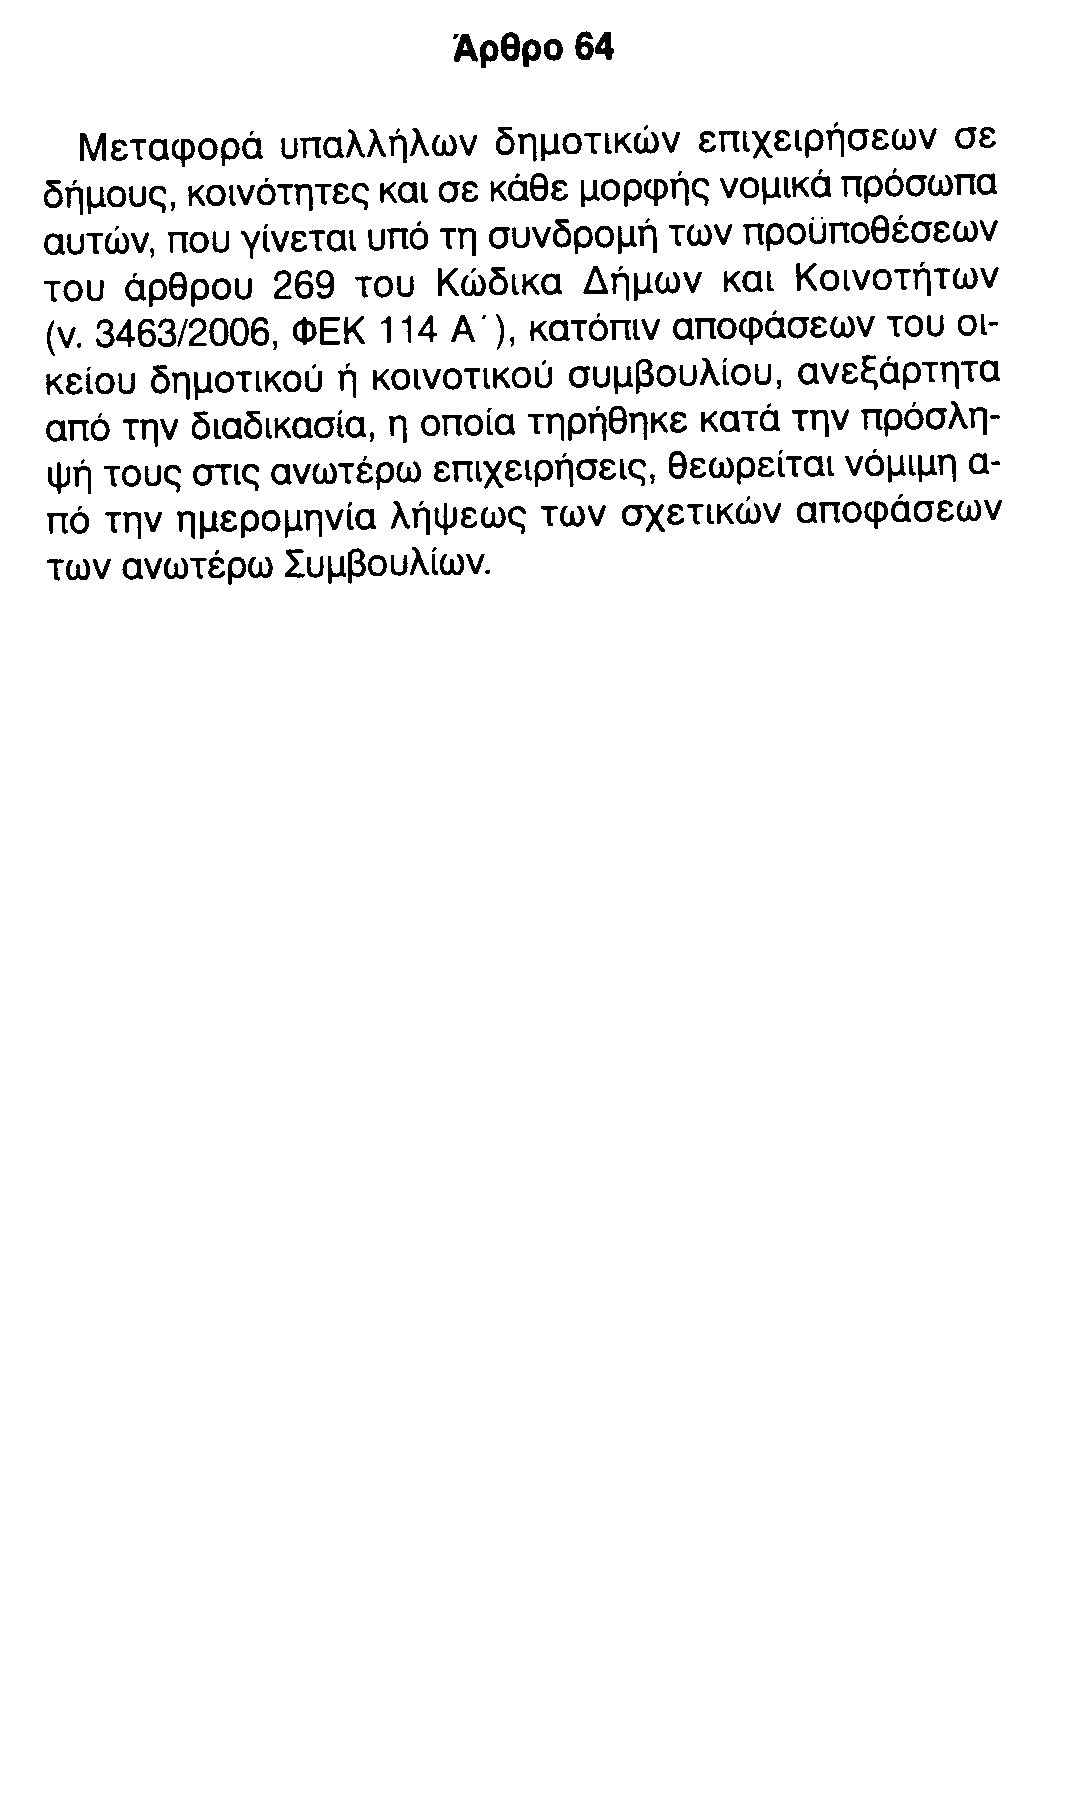 Άρθρο 64
Μεταφορά υπαλλήλων δημοτικών επιχειρήσεων σε
δήμους, κοινότητες και σε κάθε μορφής νομικά πρόσωπα
αυτών, που γίνεται υπό τη συνδρομή των προϋποθέσεων
του άρθρου 269 του Κώδικα Δήμων και Κοινοτήτων
(ν. 3463/2006, ΦΕΚ 114 Α΄), κατόπιν αποφάσεων του οι-
κείου δημοτικού ή κοινοτικού συμβουλίου, ανεξάρτητα
από την διαδικασία, η οποία τηρήθηκε κατά την πρόσλη-
ψή τους στις ανωτέρω επιχειρήσεις, θεωρείται νόμιμη α-
πό την ημερομηνία λήψεως των σχετικών αποφάσεων
των ανωτέρω Συμβουλίων.